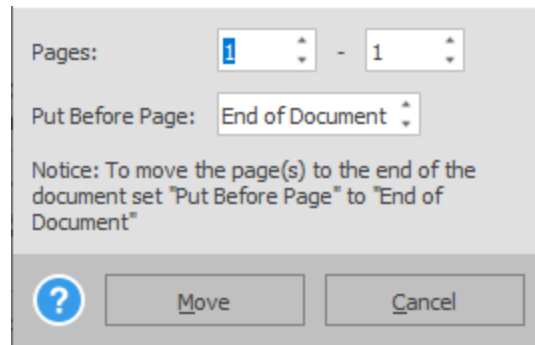 Pages: 1 - 1
Put Before Page: End of Document
Notice: To move the page(s) to the end of the
document set "Put Before Page" to "End of
Document"
? Move Cancel